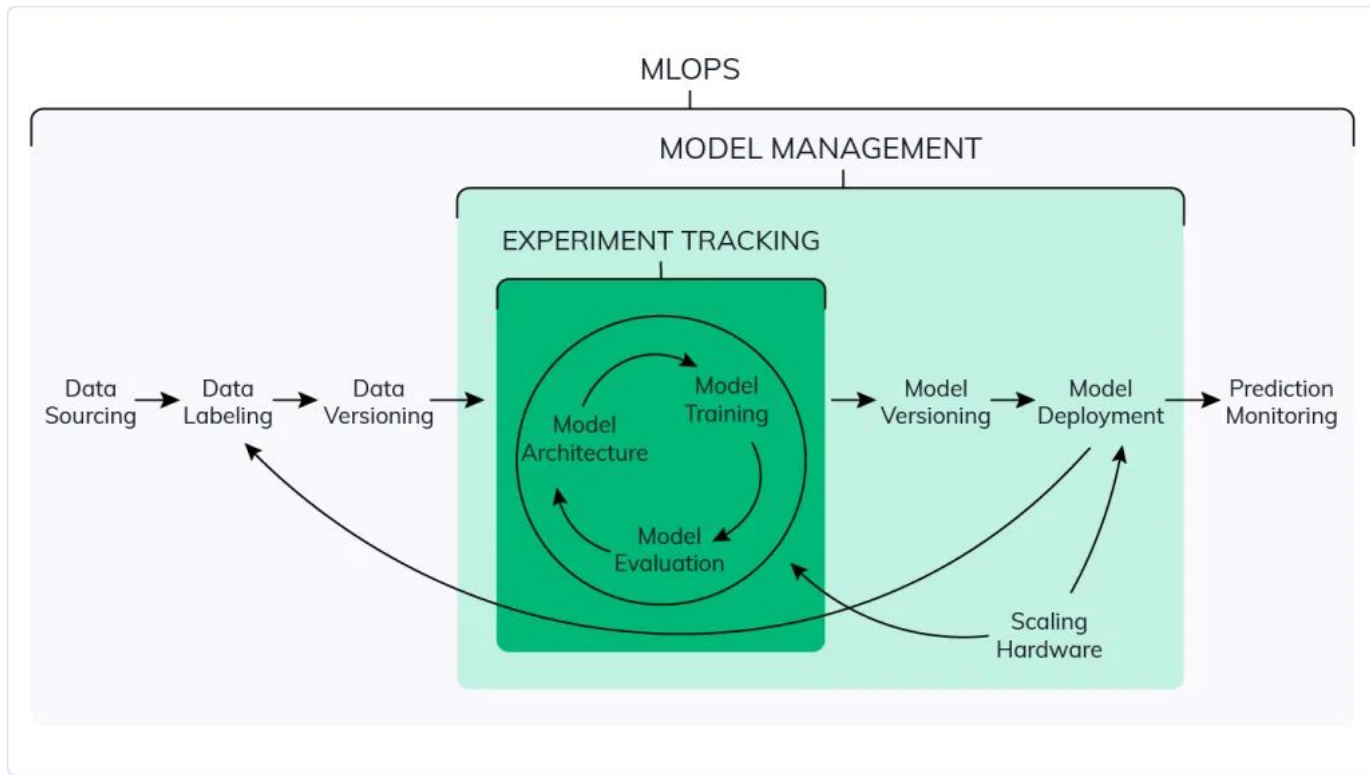 MLOPS
MODEL MANAGEMENT
EXPERIMENT TRACKING
Data
Sourcing
Data
Labeling
Data
Versioning
Model
Architecture
Model
Training
Model
Evaluation
Model
Versioning
Model
Deployment
Prediction
Monitoring
Scaling
Hardware